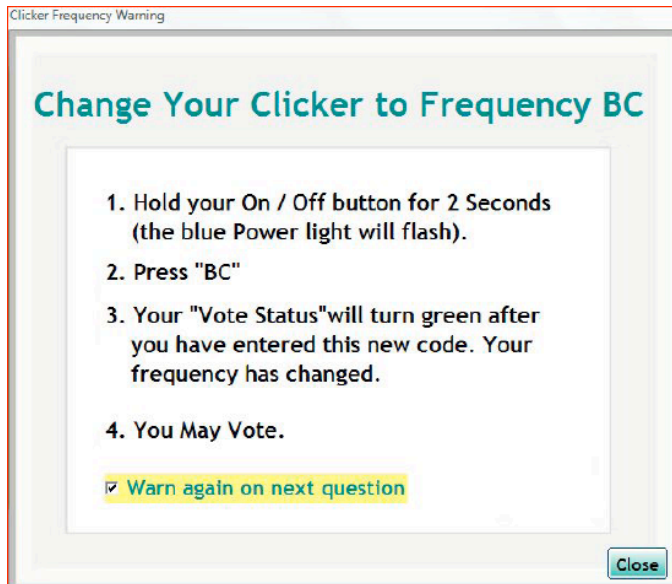 Clicker Frequency Warning
Change Your Clicker to Frequency BC
1. Hold your On / Off button for 2 Seconds
(the blue Power light will flash).
2. Press "BC"
3. Your "Vote Status"will turn green after
you have entered this new code. Your
frequency has changed.
4. You May Vote.
Warn again on next question
Close